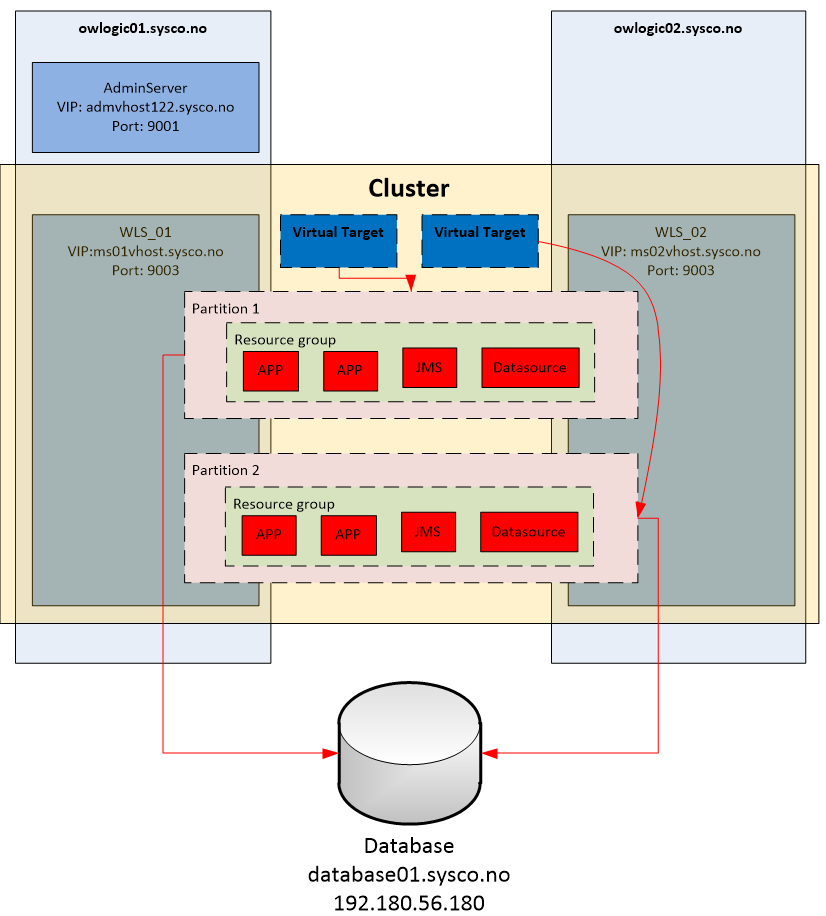 owlogic01.sysco.no
owlogic02.sysco.no
AdminServer
VIP: admvhost122.sysco.no
Port: 9001
Cluster
WLS_01
VIP:ms01vhost.sysco.no
Port: 9003
Virtual Target
Virtual Target
WLS_02
VIP: ms02vhost.sysco.no
Port: 9003
Partition 1
Resource group
APP
APP
JMS
Datasource
Partition 2
Resource group
APP
APP
JMS
Datasource
Database
database01.sysco.no
192.180.56.180